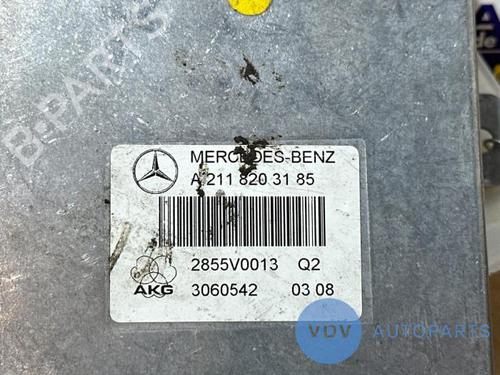 B-PARTS
MERCEDES-BENZ
A 211 820 31 85
2855V0013 Q2
AKG 3060542 03 08
VDV AUTOPARTS